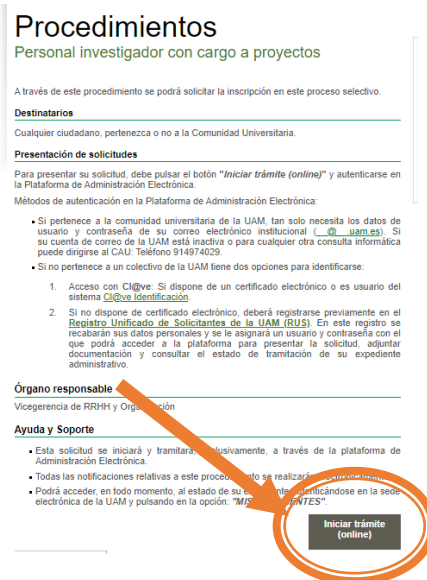 Procedimientos
Personal investigador con cargo a proyectos
A través de este procedimiento se podrá solicitar la inscripción en este proceso selectivo.
Destinatarios
Cualquier ciudadano, pertenezca o no a la Comunidad Universitaria.
Presentación de solicitudes
Para presentar su solicitud, debe pulsar el botón "Iniciar trámite (online)" y autenticarse en
la Plataforma de Administración Electrónica.
Métodos de autenticación en la Plataforma de Administración Electrónica:
▪ Si pertenece a la comunidad universitaria de la UAM, tan solo necesita los datos de
usuario y contraseña de su correo electrónico institucional (_@_.uam.es). Si
su cuenta de correo de la UAM está inactiva o para cualquier otra consulta informática
puede dirigirse al CAU: Teléfono 914974029.
▪ Si no pertenece a un colectivo de la UAM tiene dos opciones para identificarse:
1. Acceso con Cl@ve: Si dispone de un certificado electrónico o es usuario del
sistema Cl@ve Identificación.
2. Si no dispone de certificado electrónico, deberá registrarse previamente en el
Registro Unificado de Solicitantes de la UAM (RUS). En este registro se
recabarán sus datos personales y se le asignará un usuario y contraseña con el
que podrá acceder a la plataforma para presentar la solicitud, adjuntar
documentación y consultar el estado de tramitación de su expediente
administrativo.
Órgano responsable
Vicegerencia de RRHH y
Ayuda y Soporte
▪ Esta solicitud se iniciará y tramitará, a través de la plataforma de
Administración Electrónica.
▪ Todas las notificaciones relativas a este se realizarán
▪ Podrá acceder, en todo momento, al estado de su autenticándose en la sede
electrónica de la UAM y pulsando en la opción:
Iniciar trámite
(online)